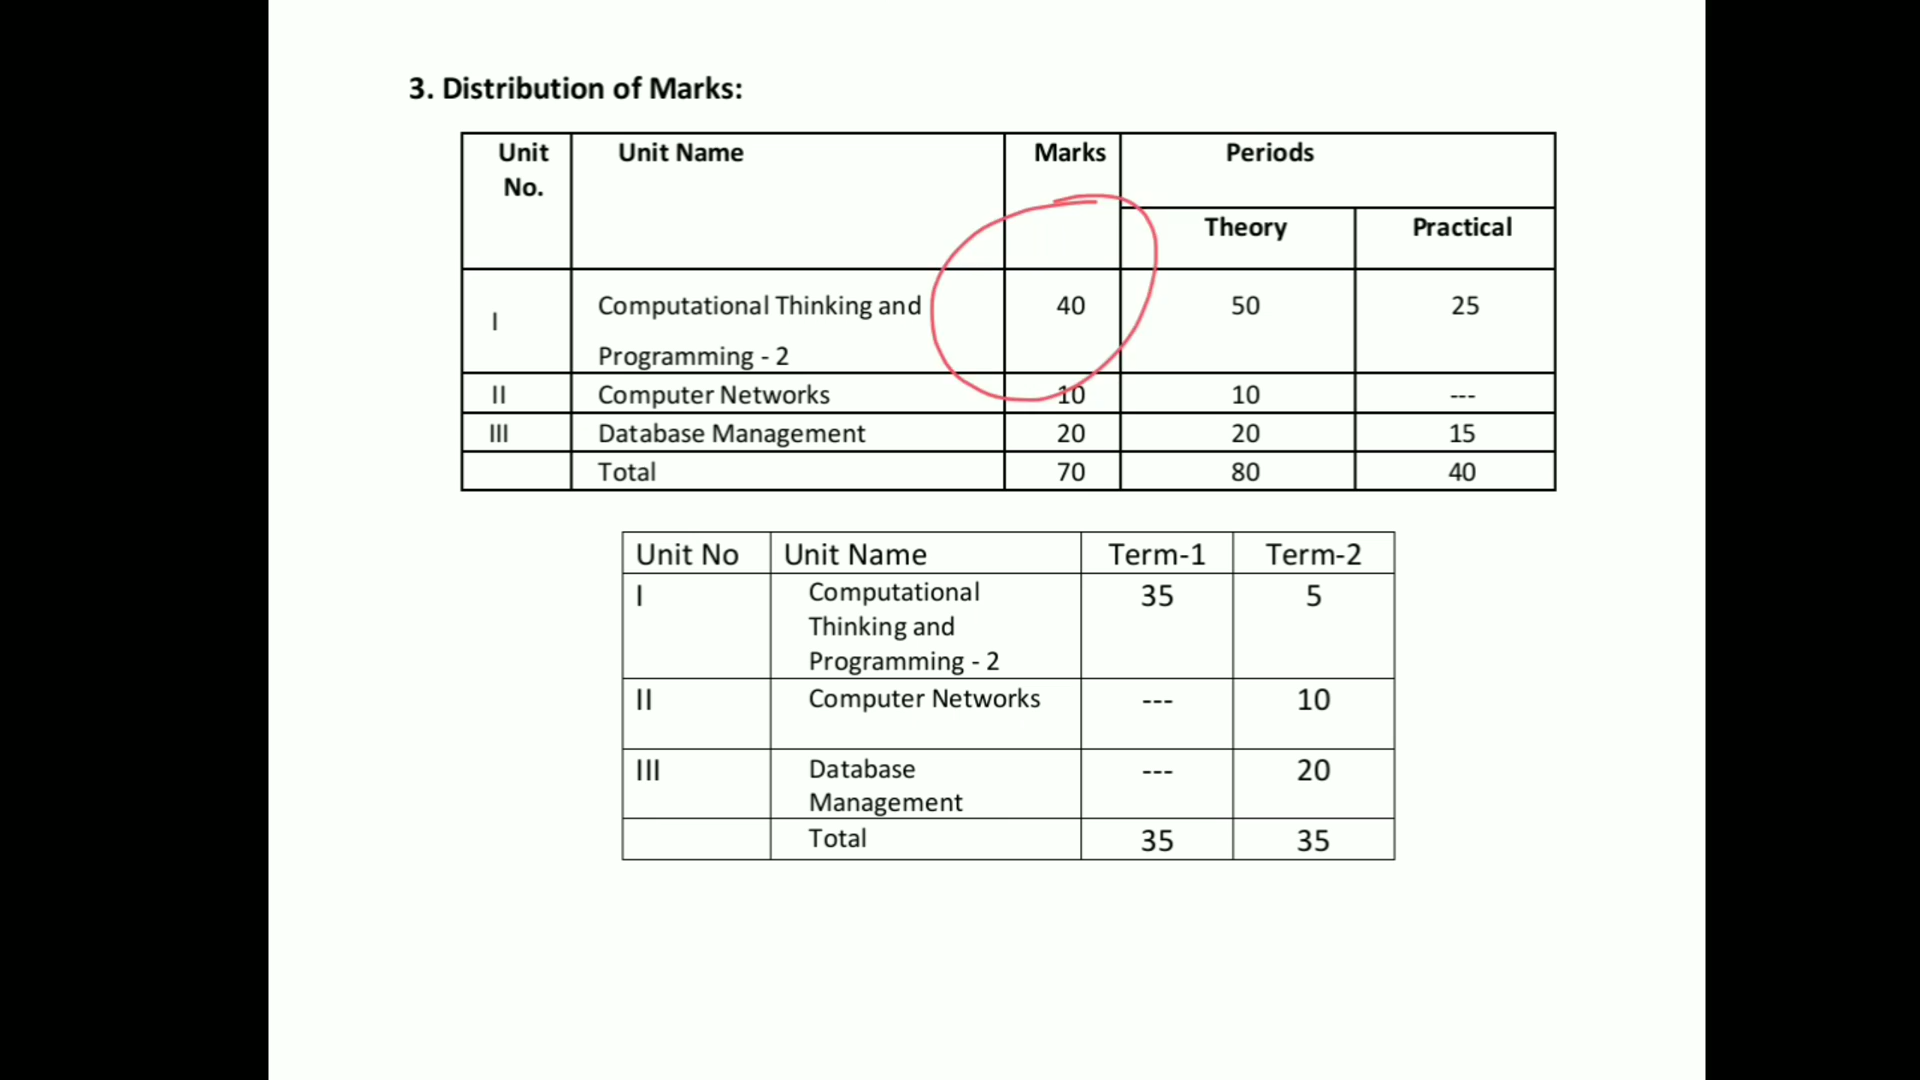 3. Distribution of Marks:
Unit No. Unit Name Marks Periods
Theory Practical
I Computational Thinking and Programming - 2 40 50 25
II Computer Networks 10 10 ---
III Database Management 20 20 15
Total 70 80 40
Unit No Unit Name Term-1 Term-2
I Computational Thinking and Programming - 2 35 5
II Computer Networks --- 10
III Database Management --- 20
Total 35 35